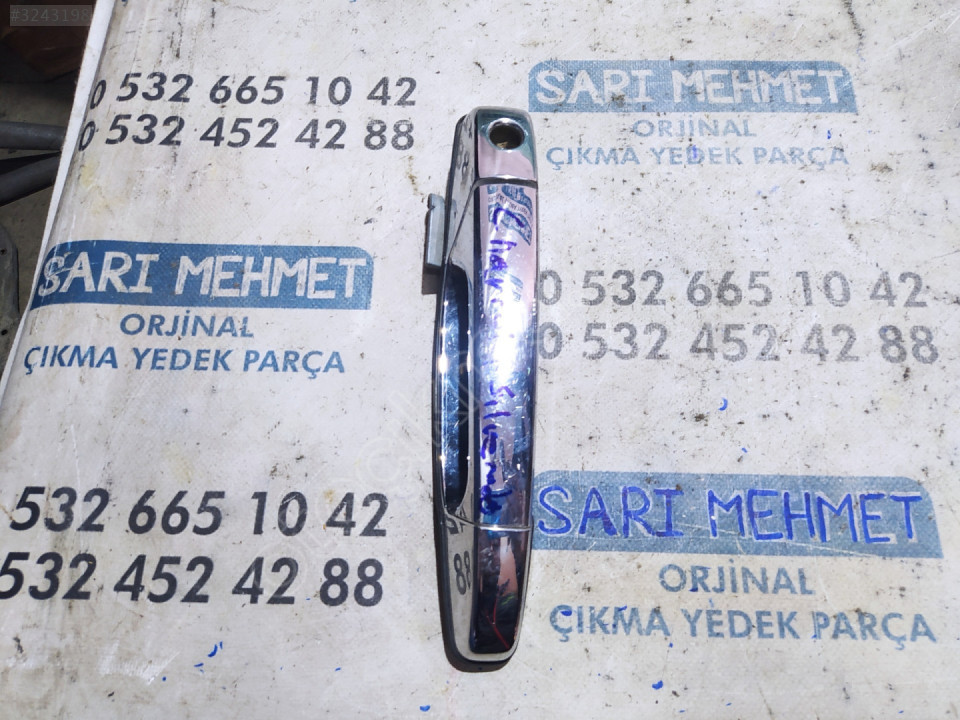 #3243198
0 532 665 10 42
0 532 452 42 88
SARI MEHMET
ORJİNAL
ÇIKMA YEDEK PARÇA
SARI MEHMET
ORJİNAL
ÇIKMA YEDEK PARÇA
0 532 665 10 42
0 532 452 42 88
532 665 10 42
532 452 42 88
88
SARI MEHMET
ORJİNAL
ÇIKMA YEDEK PARÇA